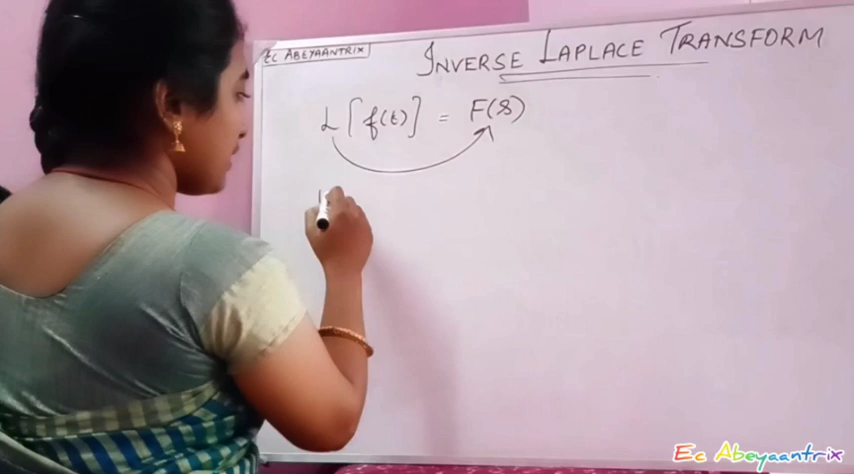 EC ABEYAANTRIX
INVERSE LAPLACE TRANSFORM
L[f(t)] = F(s)
Ec Abeyaantrix